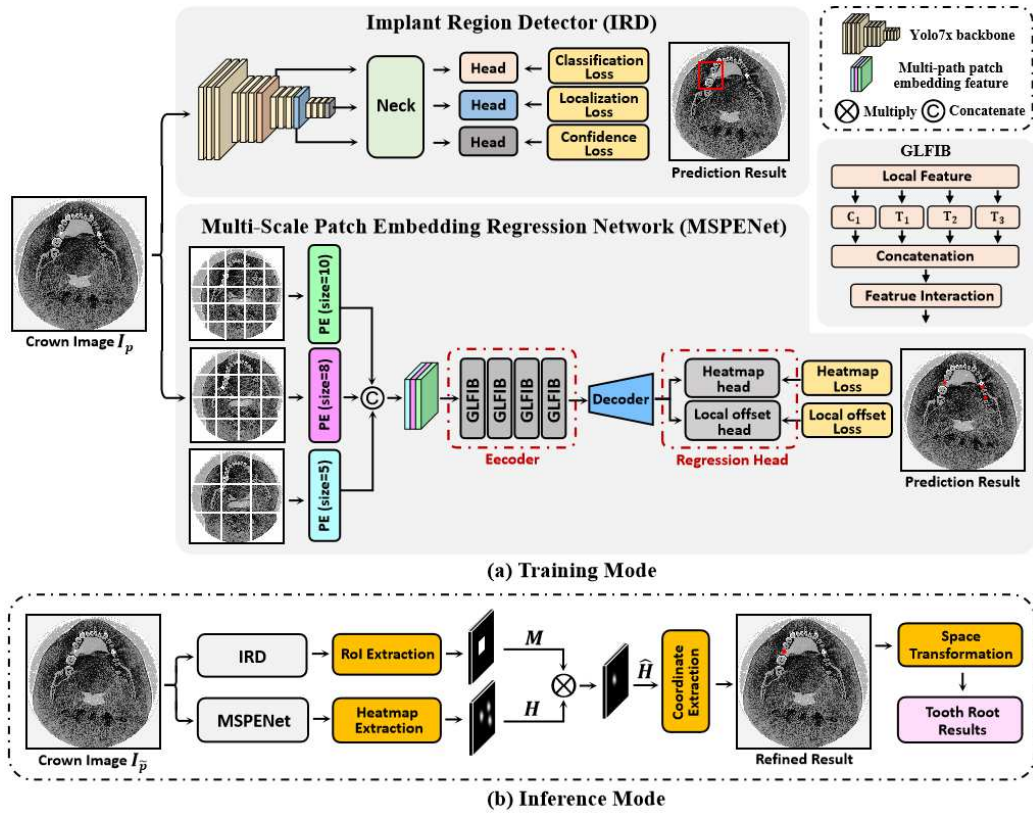 Implant Region Detector (IRD)
Neck
Head
Head
Head
Classification
Loss
Localization
Loss
Confidence
Loss
Prediction Result
Yolo7x backbone
Multi-path patch
embedding feature
Multiply
C Concatenate
GLFIB
Local Feature
C₁
T₁
T₂
T₃
Concatenation
Featrue Interaction
Crown Image Iₚ
Multi-Scale Patch Embedding Regression Network (MSPENet)
PE (size=10)
PE (size=8)
PE (size=5)
C
GLFIB
GLFIB
GLFIB
GLFIB
Eecoder
Decoder
Heatmap
head
Local offset
head
Regression Head
Heatmap
Loss
Local offset
Loss
Prediction Result
(a) Training Mode
Crown Image I_p̃
IRD
MSPENet
RoI Extraction
Heatmap
Extraction
M
H
Ĥ
Coordinate
Extraction
Refined Result
Space
Transformation
Tooth Root
Results
(b) Inference Mode